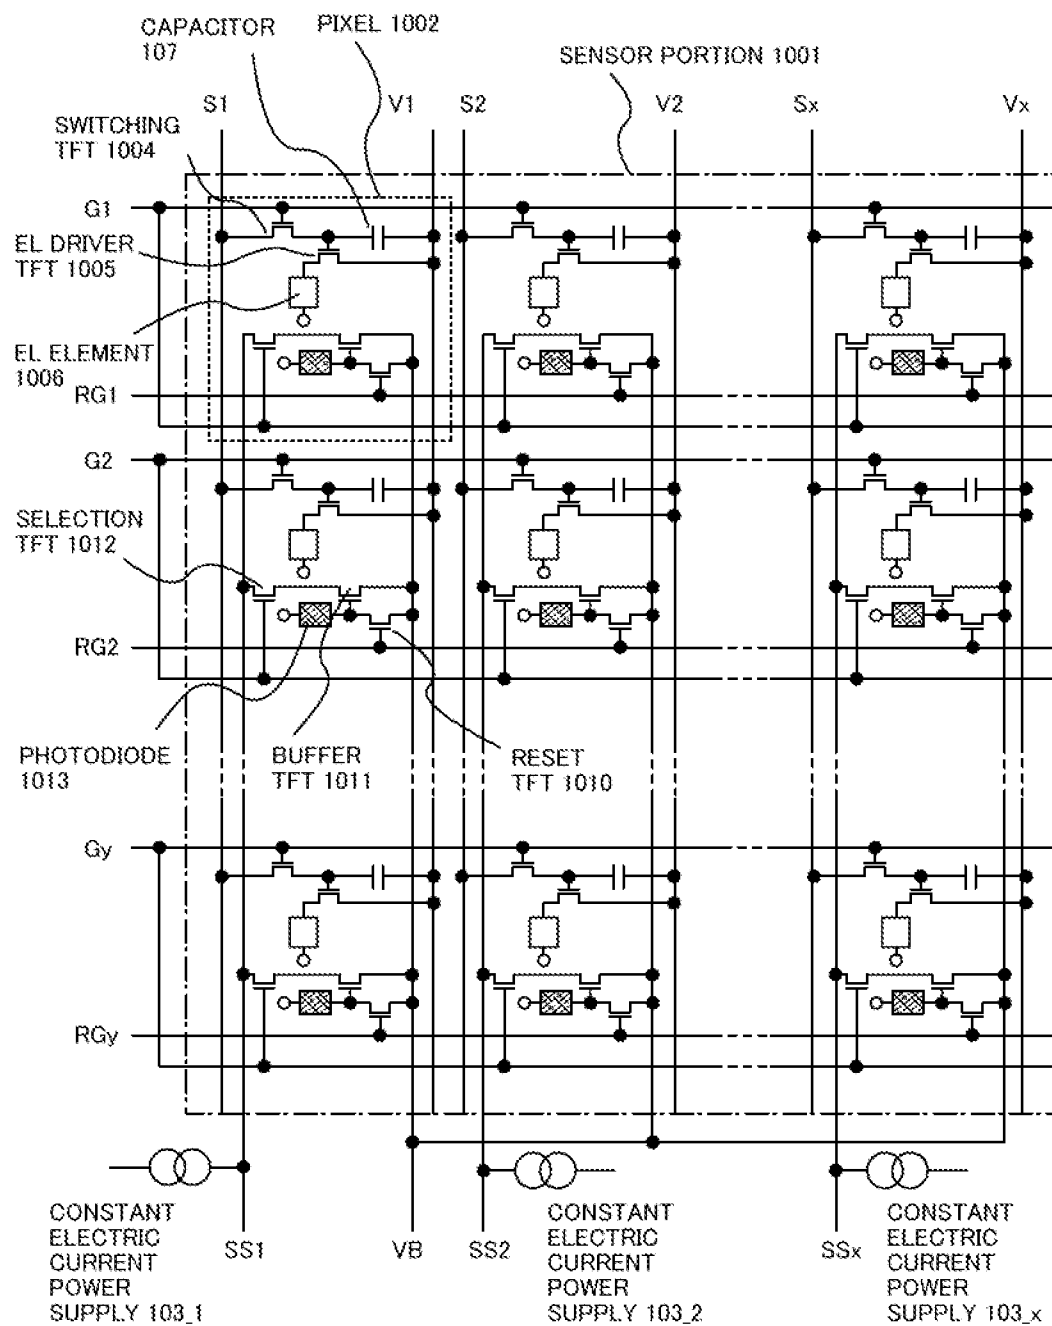 CAPACITOR
107
PIXEL 1002
SENSOR PORTION 1001
S1
V1
S2
V2
Sx
Vx
SWITCHING
TFT 1004
G1
EL DRIVER
TFT 1005
EL ELEMENT
1006
RG1
G2
SELECTION
TFT 1012
RG2
PHOTODIODE
1013
BUFFER
TFT 1011
RESET
TFT 1010
Gy
RGy
CONSTANT
ELECTRIC
CURRENT
POWER
SUPPLY 103_1
SS1
VB
SS2
CONSTANT
ELECTRIC
CURRENT
POWER
SUPPLY 103_2
SSx
CONSTANT
ELECTRIC
CURRENT
POWER
SUPPLY 103_x